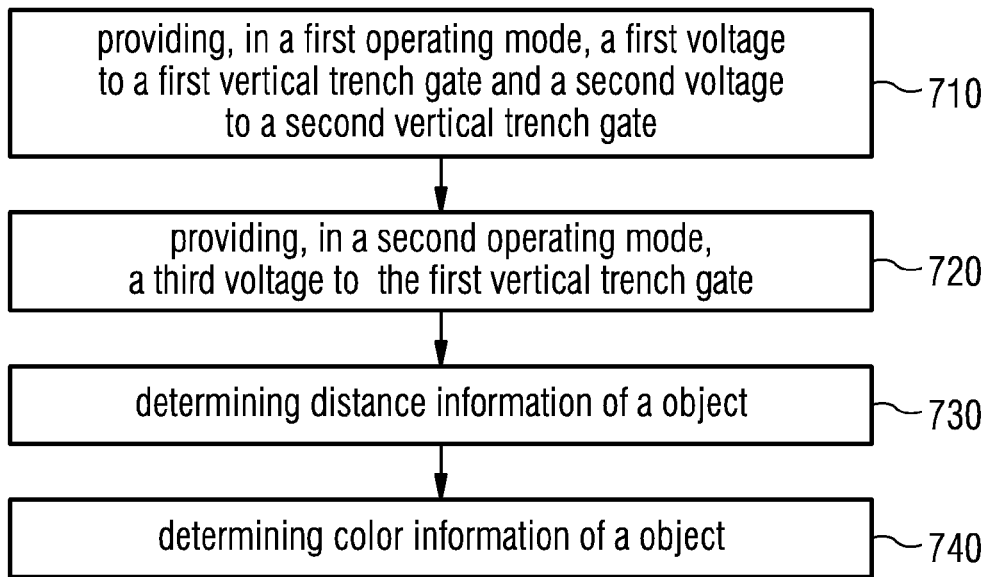 providing, in a first operating mode, a first voltage
to a first vertical trench gate and a second voltage
to a second vertical trench gate
710
providing, in a second operating mode,
a third voltage to the first vertical trench gate
720
determining distance information of a object
730
determining color information of a object
740